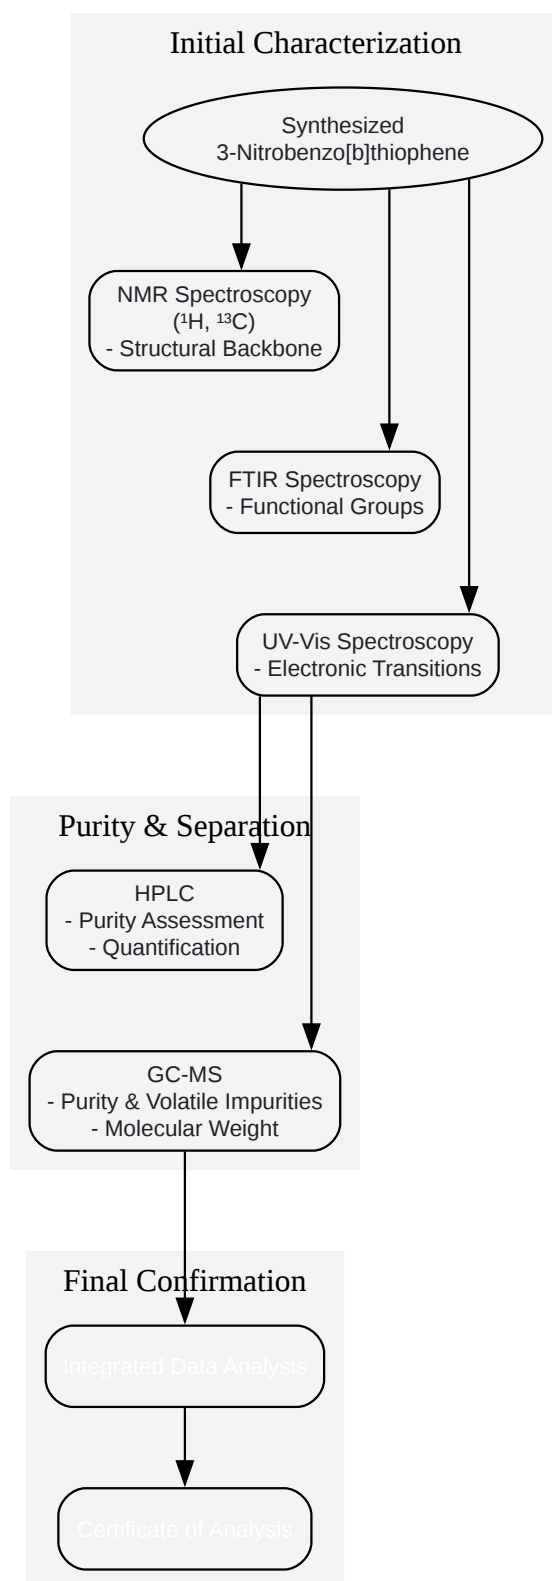 Initial Characterization
Synthesized
3-Nitrobenzo[b]thiophene
NMR Spectroscopy
(¹H, ¹³C)
- Structural Backbone
FTIR Spectroscopy
- Functional Groups
UV-Vis Spectroscopy
- Electronic Transitions
Purity & Separation
HPLC
- Purity Assessment
- Quantification
GC-MS
- Purity & Volatile Impurities
- Molecular Weight
Final Confirmation
Integrated Data Analysis
Certificate of Analysis